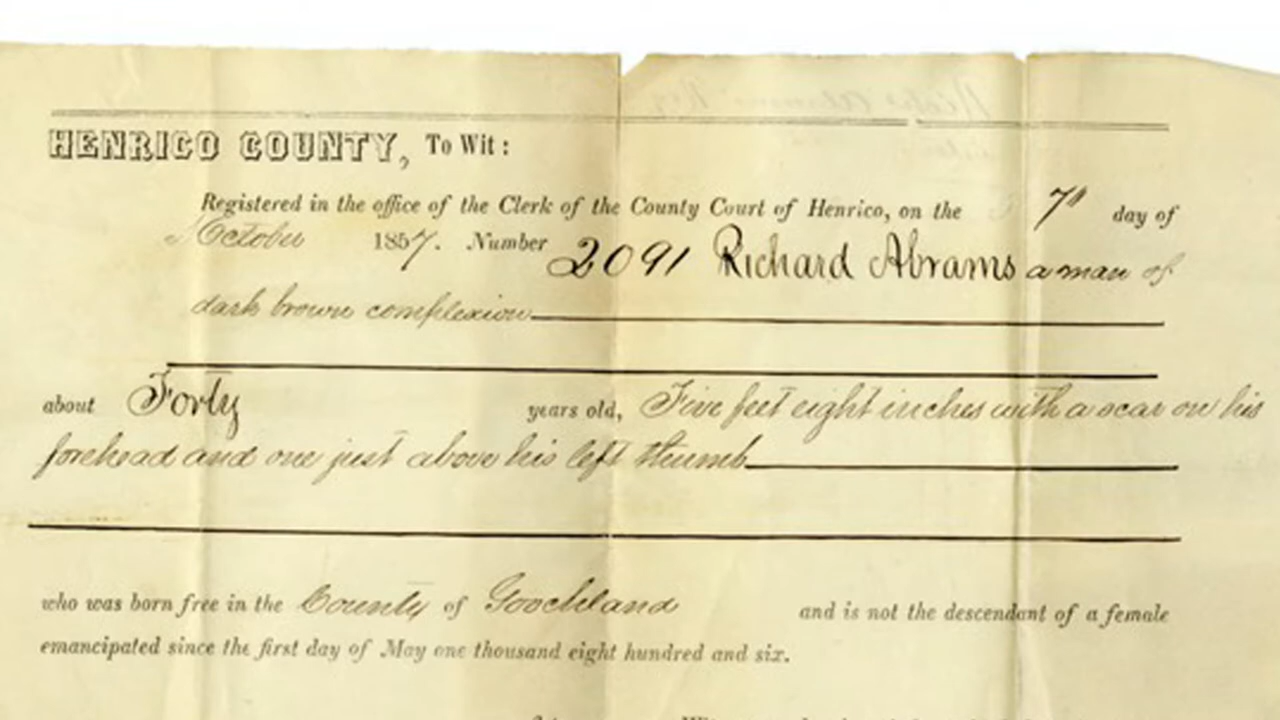 HENRICO COUNTY, To Wit:
Registered in the office of the Clerk of the County Court of Henrico, on the 7th day of
October 1857. Number 2091 Richard Abrams a man of
dark brown complexion
about Forty years old, Five feet eight inches with a scar on his
forehead and one just above his left thumb
who was born free in the County of Goochland and is not the descendant of a female
emancipated since the first day of May one thousand eight hundred and six.